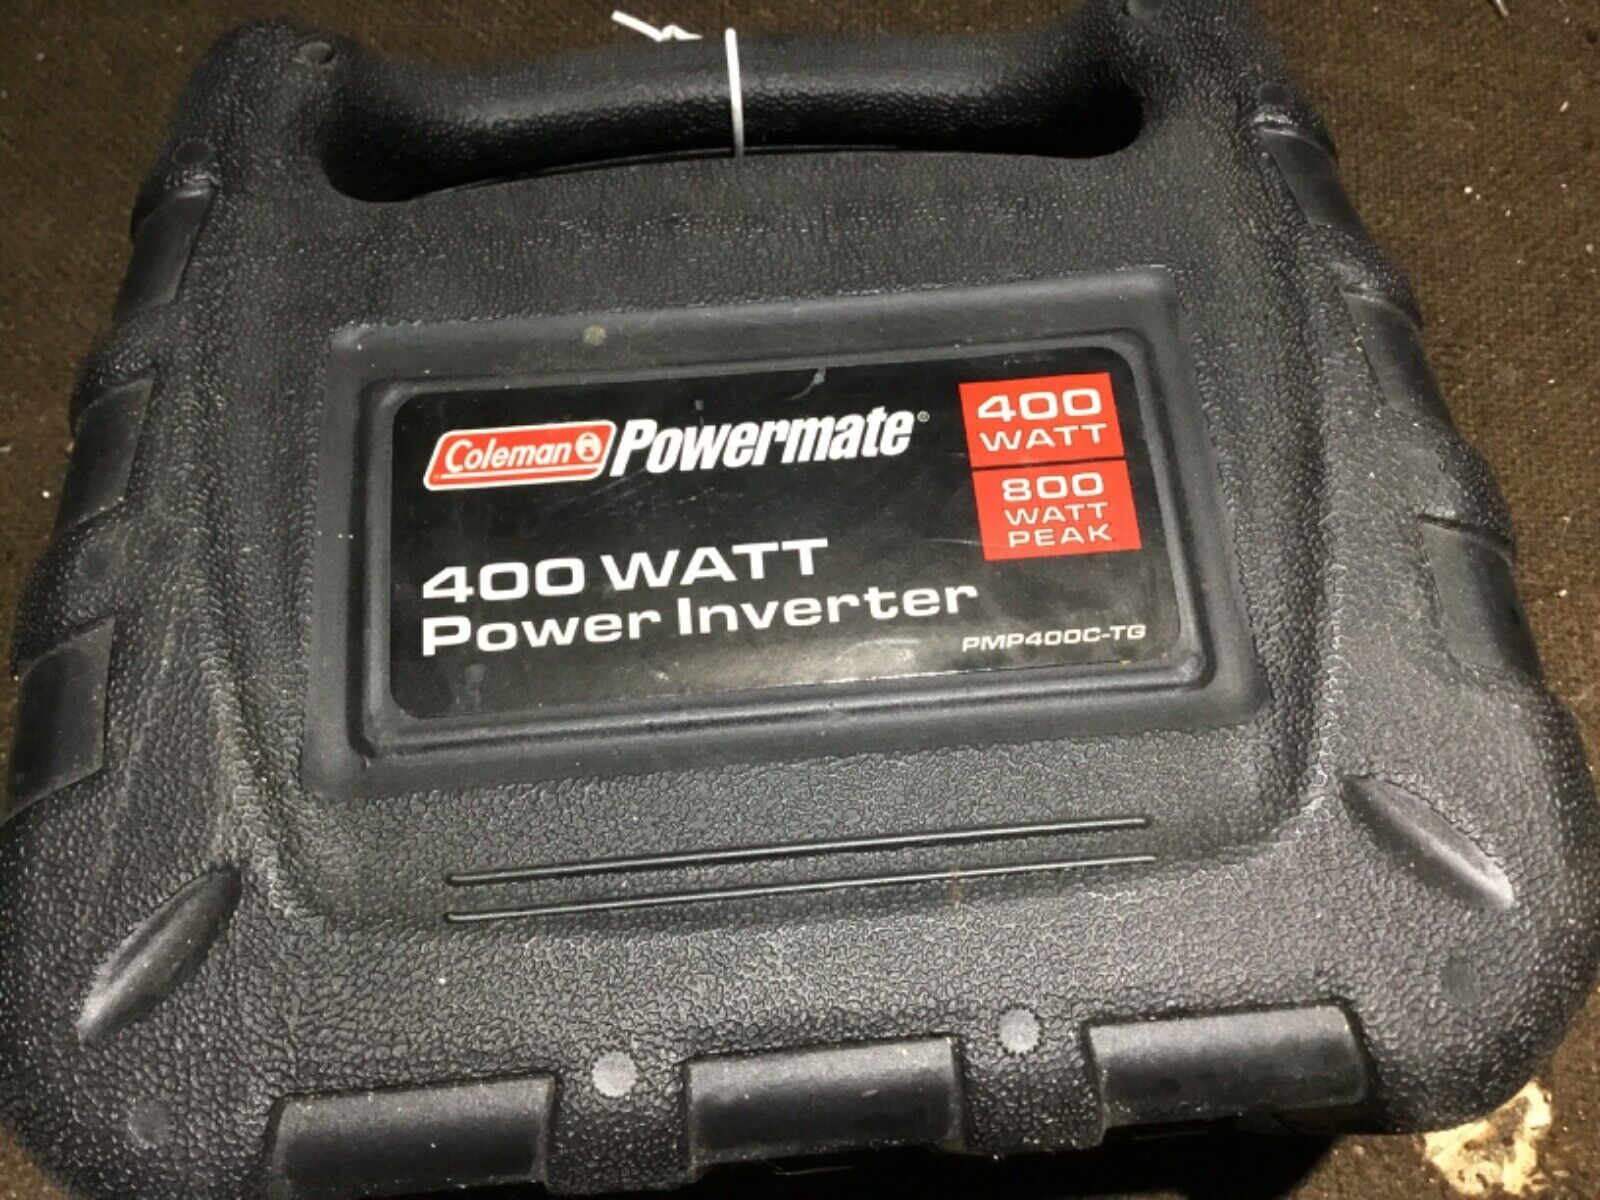 Coleman Powermate®
400
WATT
800
WATT
PEAK
400 WATT
Power Inverter
PMP400C-TG